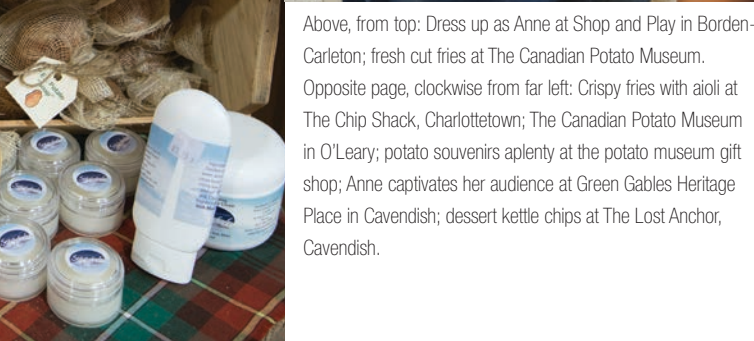 Above, from top: Dress up as Anne at Shop and Play in Borden-
Carleton; fresh cut fries at The Canadian Potato Museum.
Opposite page, clockwise from far left: Crispy fries with aioli at
The Chip Shack, Charlottetown; The Canadian Potato Museum
in O’Leary; potato souvenirs aplenty at the potato museum gift
shop; Anne captivates her audience at Green Gables Heritage
Place in Cavendish; dessert kettle chips at The Lost Anchor,
Cavendish.